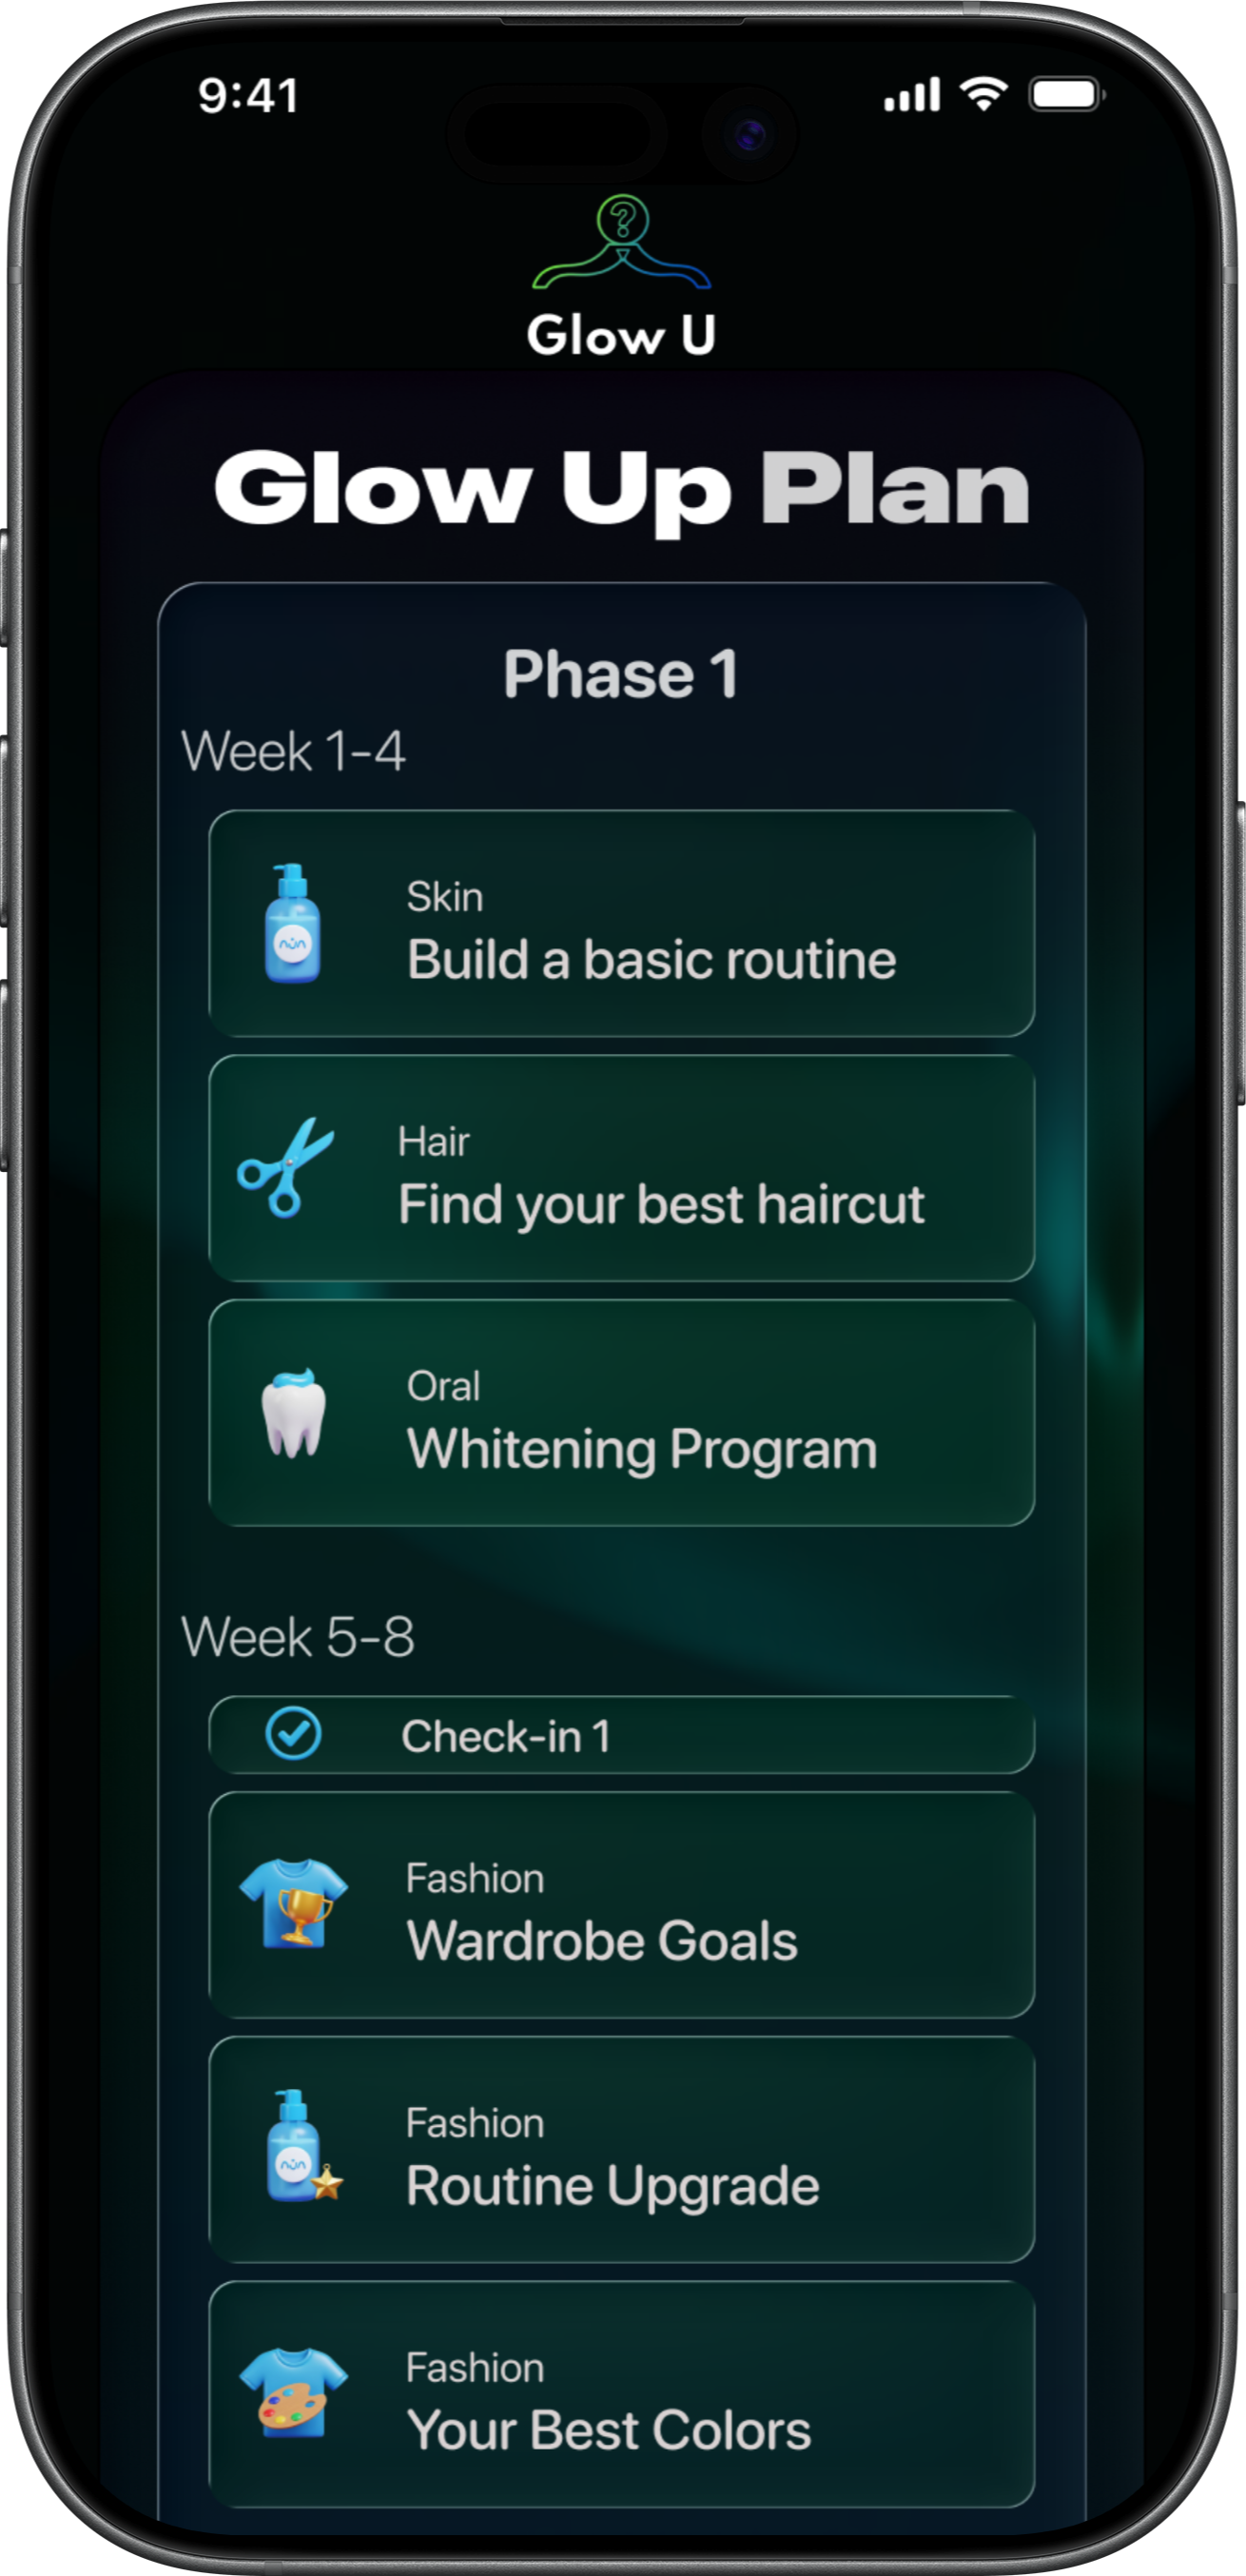 9:41
Glow U
Glow Up Plan
Phase 1
Week 1-4
Skin
Build a basic routine
Hair
Find your best haircut
Oral
Whitening Program
Week 5-8
Check-in 1
Fashion
Wardrobe Goals
Fashion
Routine Upgrade
Fashion
Your Best Colors